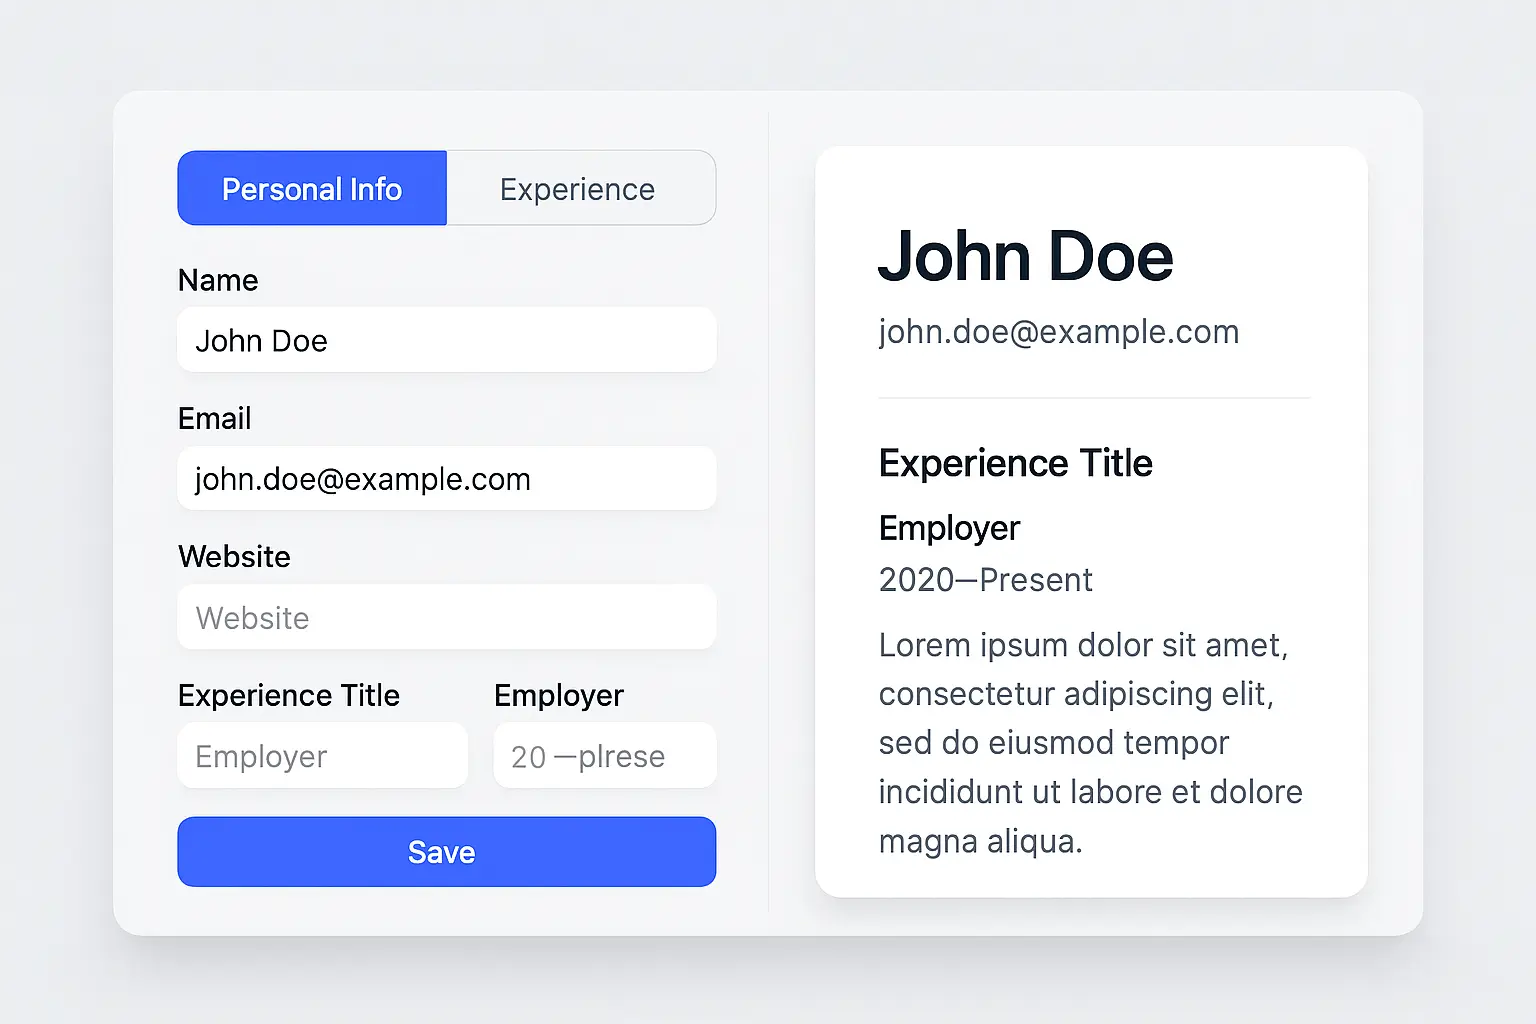 Personal Info
Experience
Name
John Doe
Email
john.doe@example.com
Website
Website
Experience Title
Employer
Employer
20 —plrese
Save
John Doe
john.doe@example.com
Experience Title
Employer
2020—Present
Lorem ipsum dolor sit amet,
consectetur adipiscing elit,
sed do eiusmod tempor
incididunt ut labore et dolore
magna aliqua.